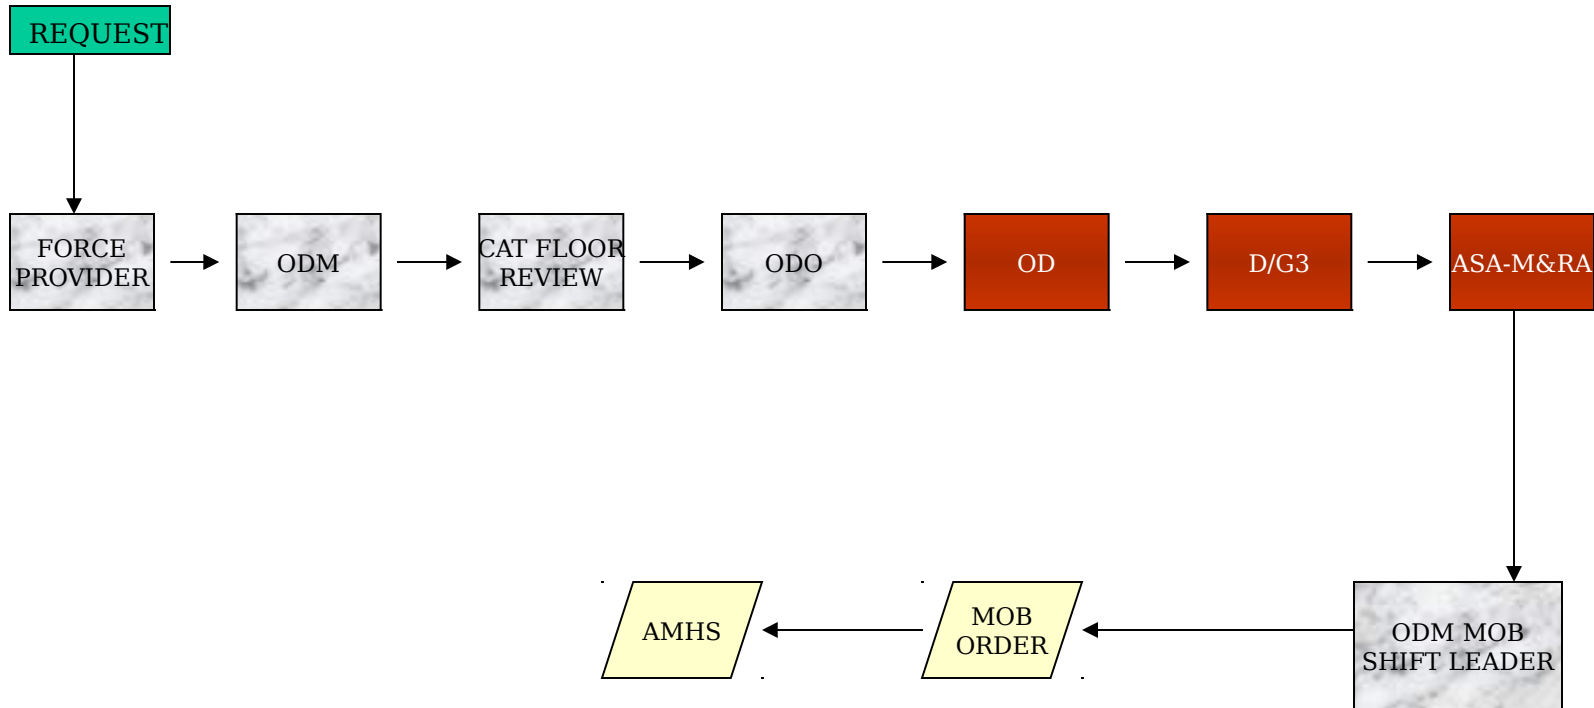 REQUEST
FORCE
PROVIDER
ODM
CAT FLOOR
REVIEW
ODO
OD
D/G3
ASA-M&RA
AMHS
MOB
ORDER
ODM MOB
SHIFT LEADER